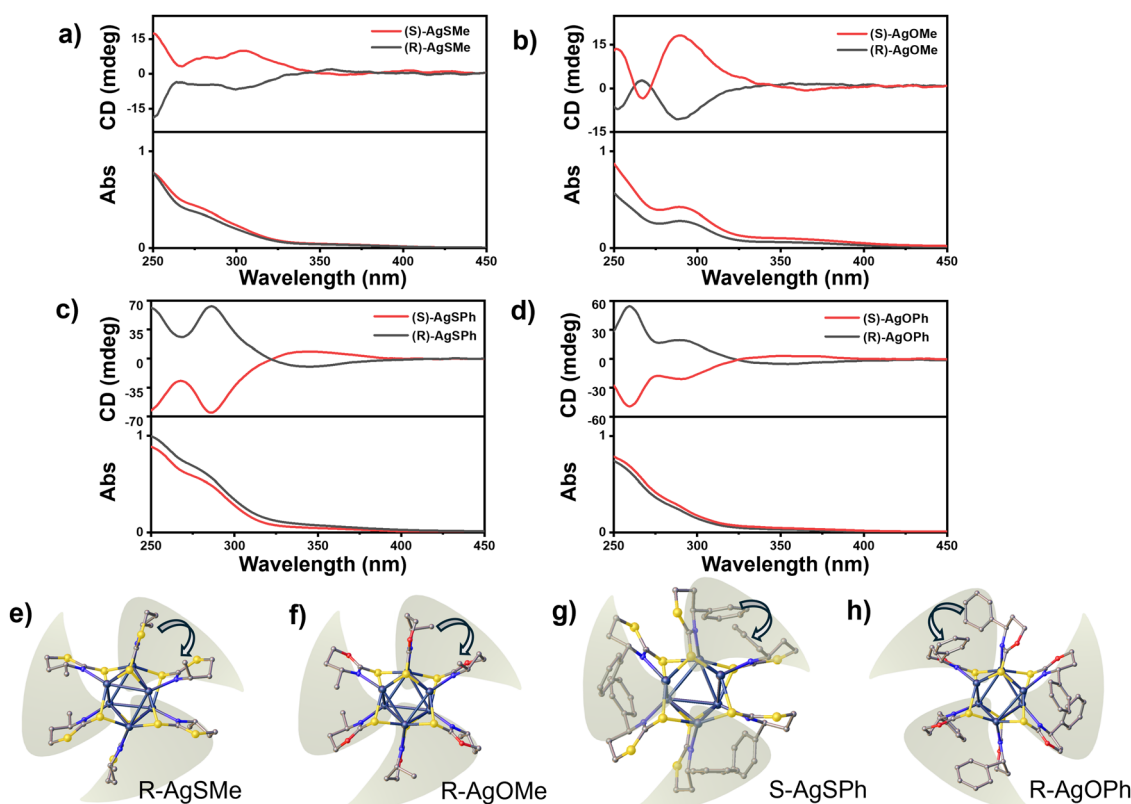 a)
CD (mdeg)
15
0
-15
(S)-AgSMe
(R)-AgSMe
Abs
1
0
250 300 350 400 450
Wavelength (nm)
b)
CD (mdeg)
15
0
-15
(S)-AgOMe
(R)-AgOMe
Abs
1
0
250 300 350 400 450
Wavelength (nm)
c)
CD (mdeg)
70
35
0
-35
-70
(S)-AgSPh
(R)-AgSPh
Abs
1
0
250 300 350 400 450
Wavelength (nm)
d)
CD (mdeg)
60
30
0
-30
-60
(S)-AgOPh
(R)-AgOPh
Abs
1
0
250 300 350 400 450
Wavelength (nm)
e)
R-AgSMe
f)
R-AgOMe
g)
S-AgSPh
h)
R-AgOPh